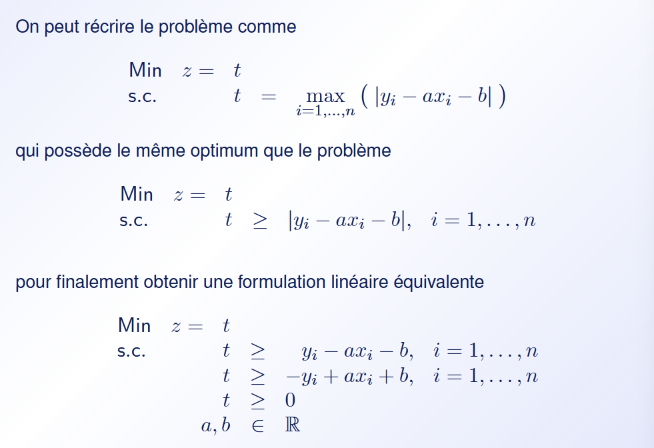 On peut récrire le problème comme
Min z = t
s.c. t = max ( |y_i − ax_i − b| )
i=1,...,n
qui possède le même optimum que le problème
Min z = t
s.c. t ≥ |y_i − ax_i − b|, i = 1, . . . , n
pour finalement obtenir une formulation linéaire équivalente
Min z = t
s.c. t ≥ y_i − ax_i − b, i = 1, . . . , n
t ≥ −y_i + ax_i + b, i = 1, . . . , n
t ≥ 0
a, b ∈ ℝ